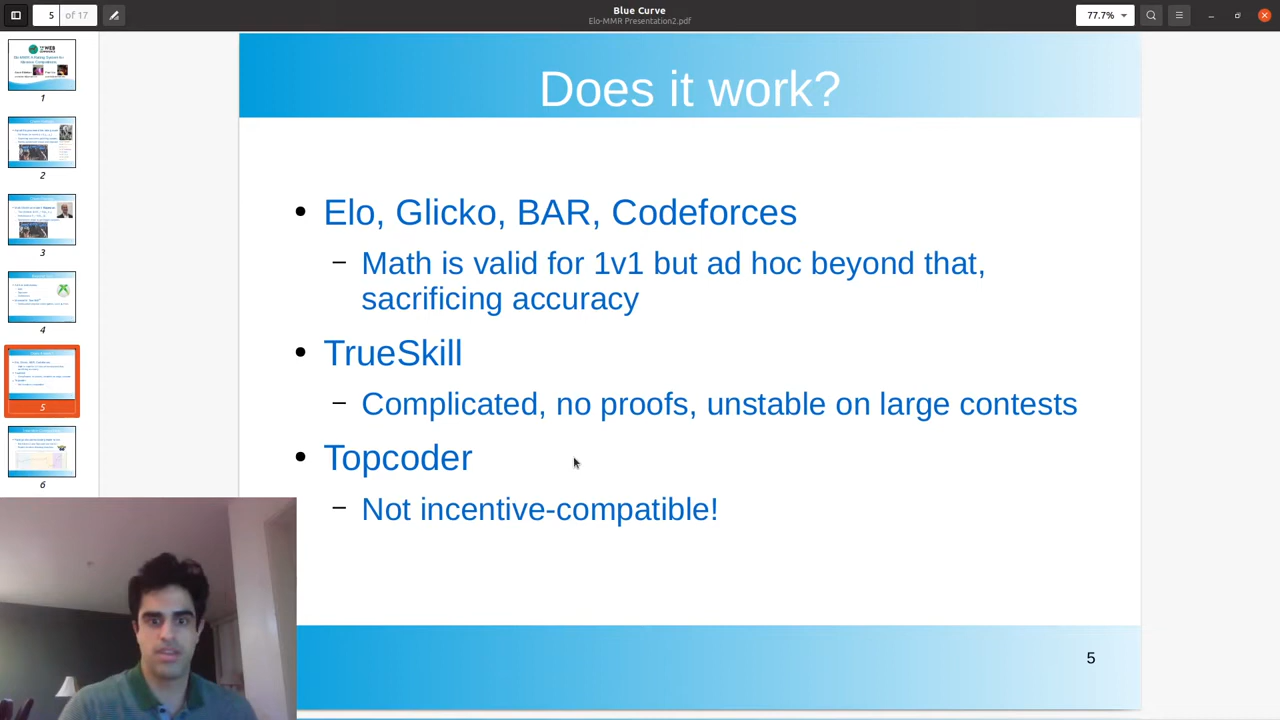 5 of 17
Blue Curve
Elo-MMR Presentation2.pdf
77.7%
1
2
3
4
5
6
Does it work?
• Elo, Glicko, BAR, Codeforces
– Math is valid for 1v1 but ad hoc beyond that,
sacrificing accuracy
• TrueSkill
– Complicated, no proofs, unstable on large contests
• Topcoder
– Not incentive-compatible!
5